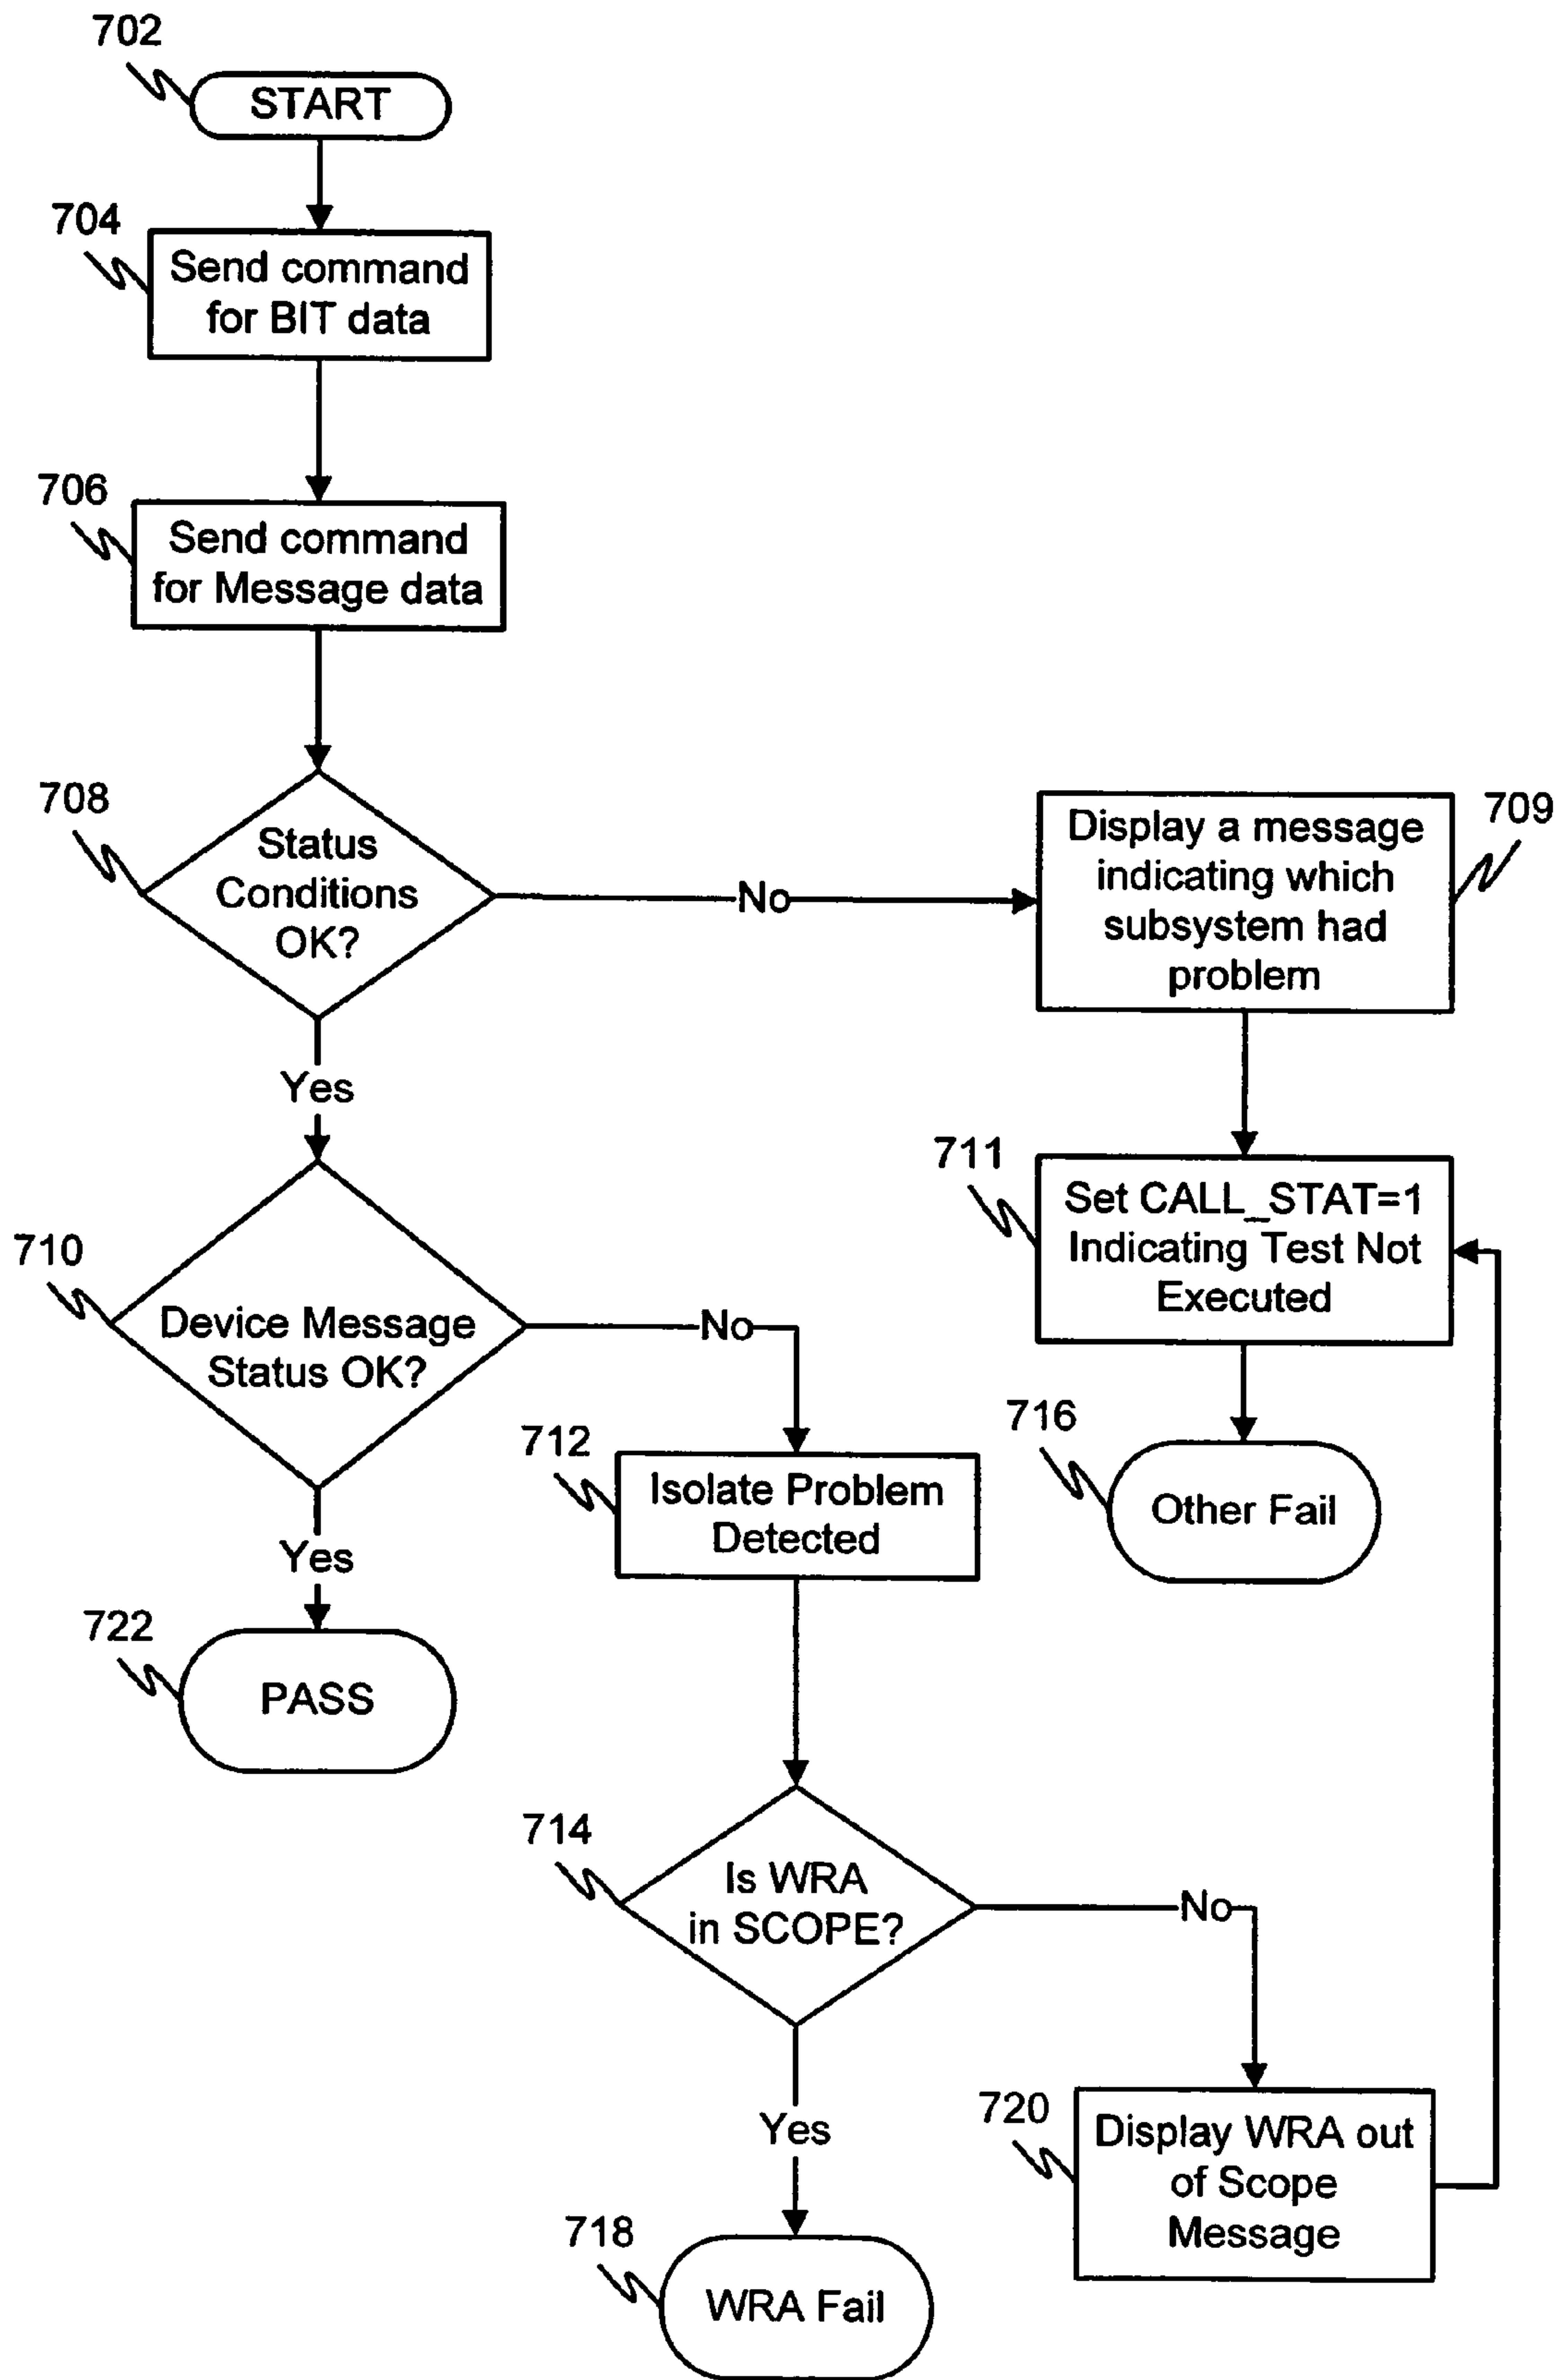 702
START
704
Send command
for BIT data
706
Send command
for Message data
708
Status
Conditions
OK?
No
Display a message
indicating which
subsystem had
problem
709
Yes
711
Set CALL_STAT=1
Indicating Test Not
Executed
710
Device Message
Status OK?
No
712
Isolate Problem
Detected
716
Other Fail
Yes
722
PASS
714
Is WRA
in SCOPE?
No
Yes
720
Display WRA out
of Scope
Message
718
WRA Fail